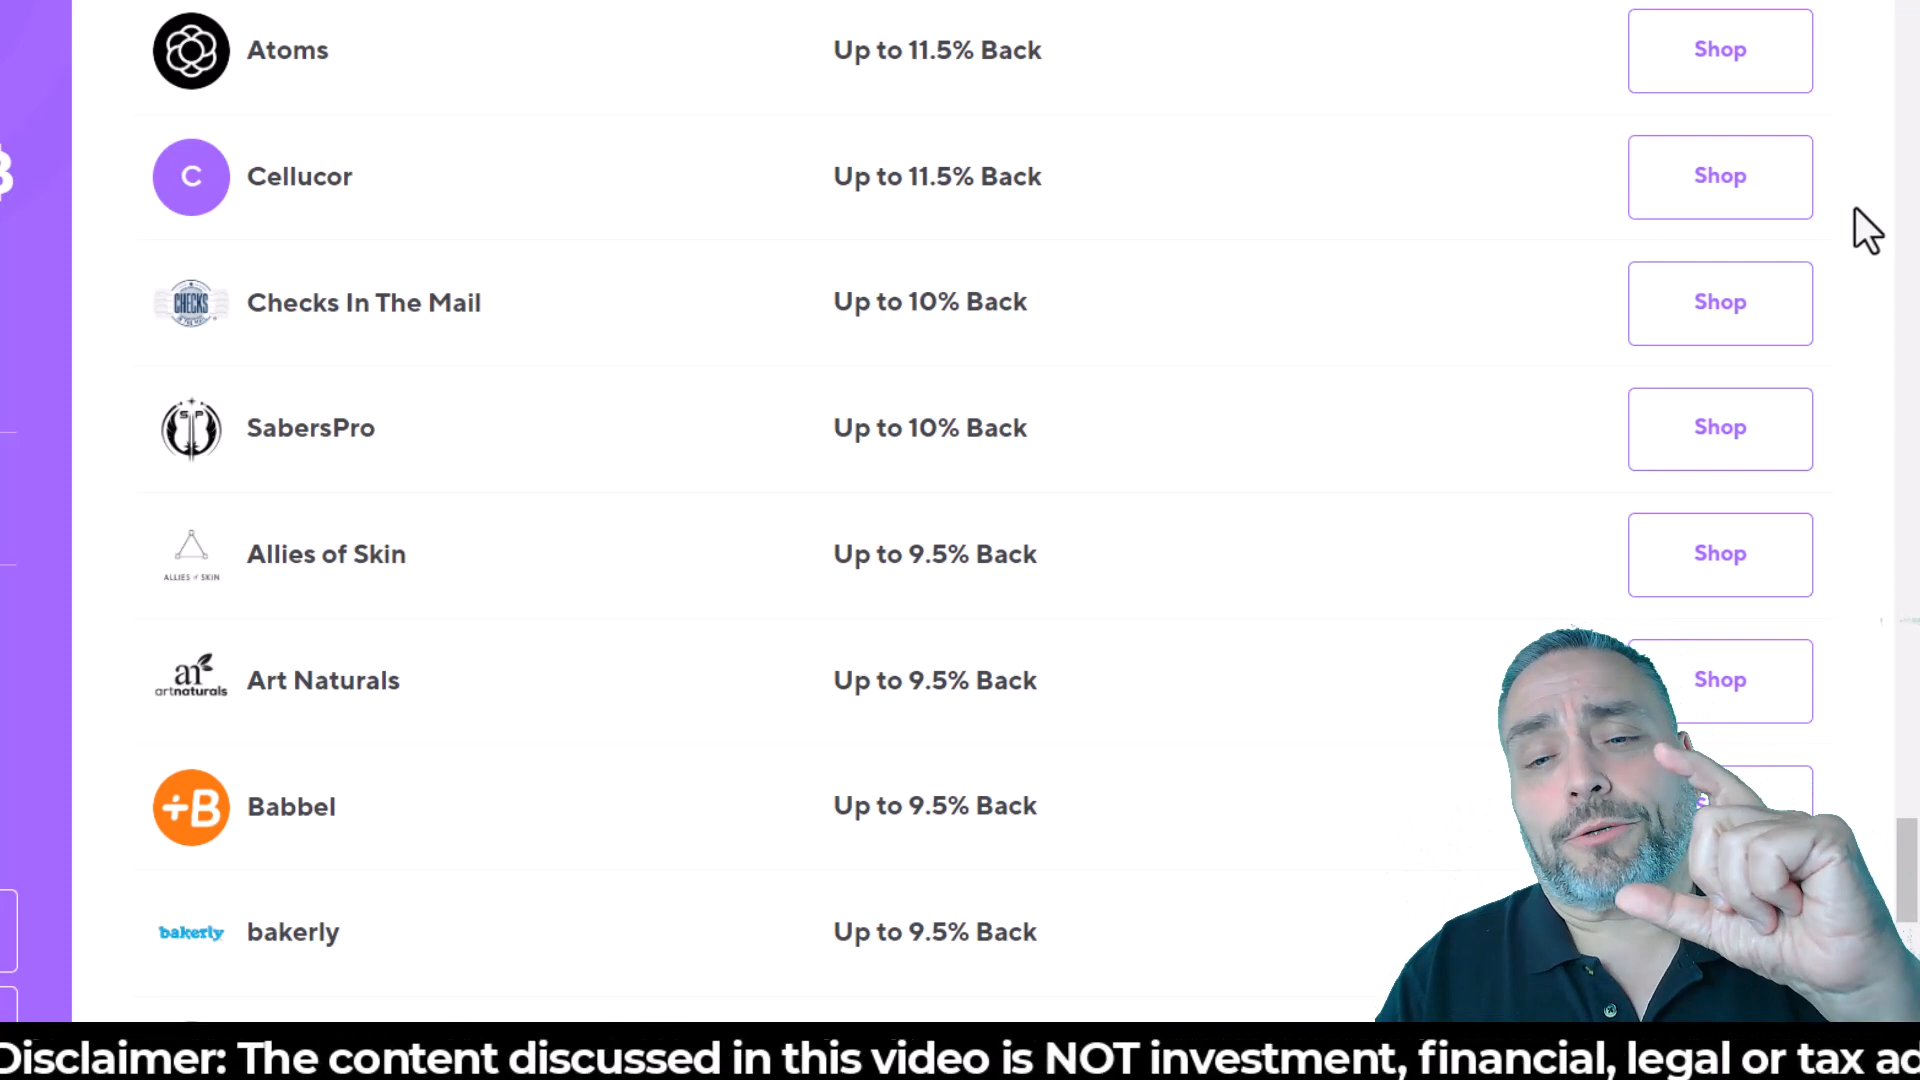 Atoms
Up to 11.5% Back
Shop
C
Cellucor
Up to 11.5% Back
Shop
CHECKS
Checks In The Mail
Up to 10% Back
Shop
SP
SabersPro
Up to 10% Back
Shop
ALLIES of SKIN
Allies of Skin
Up to 9.5% Back
Shop
artnaturals
Art Naturals
Up to 9.5% Back
Shop
÷B
Babbel
Up to 9.5% Back
bakerly
bakerly
Up to 9.5% Back
Disclaimer: The content discussed in this video is NOT investment, financial, legal or tax ad